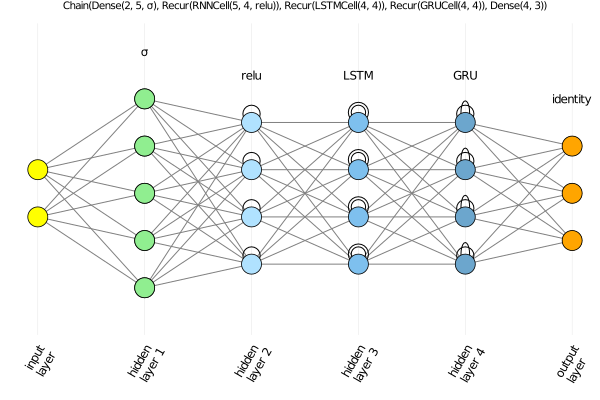 Chain(Dense(2, 5, σ), Recur(RNNCell(5, 4, relu)), Recur(LSTMCell(4, 4)), Recur(GRUCell(4, 4)), Dense(4, 3))
σ
relu
LSTM
GRU
identity
input
layer
hidden
layer 1
hidden
layer 2
hidden
layer 3
hidden
layer 4
output
layer